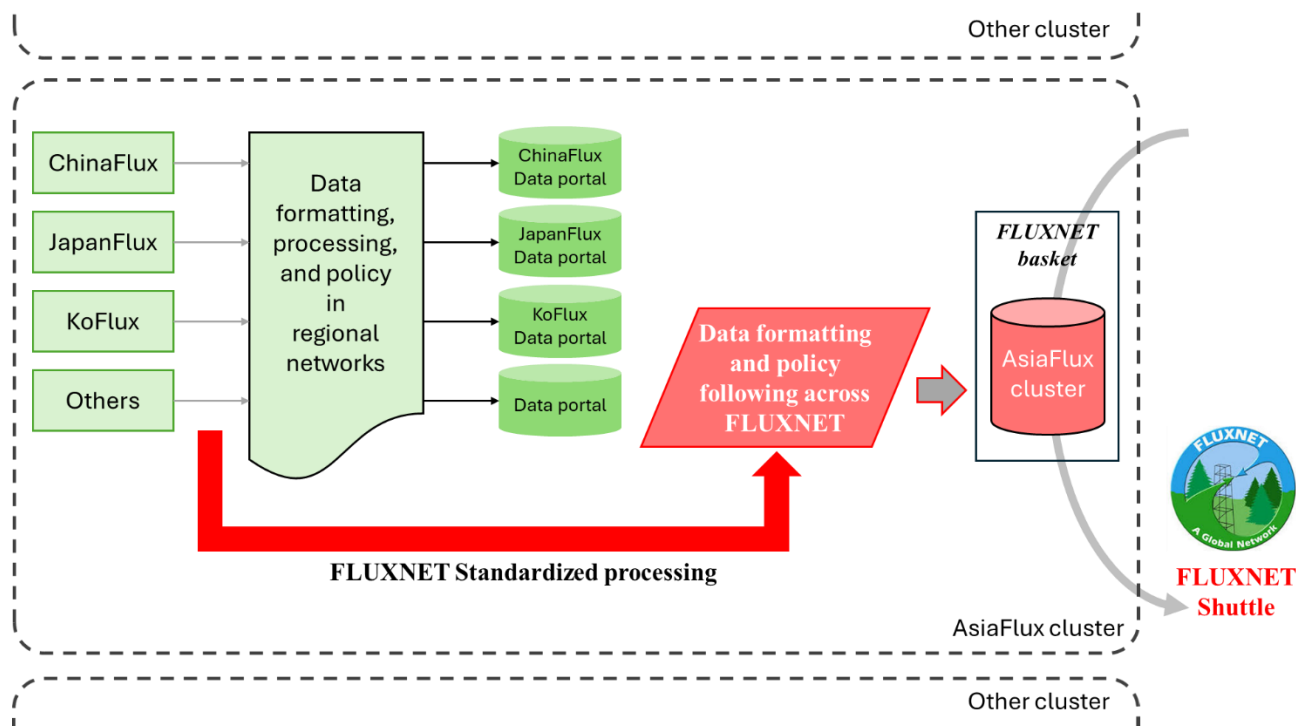 Other cluster
ChinaFlux
JapanFlux
KoFlux
Others
Data
formatting,
processing,
and policy
in
regional
networks
ChinaFlux
Data portal
JapanFlux
Data portal
KoFlux
Data portal
Data portal
Data formatting
and policy
following across
FLUXNET
FLUXNET
basket
AsiaFlux
cluster
FLUXNET
A Global Network
FLUXNET
Shuttle
FLUXNET Standardized processing
AsiaFlux cluster
Other cluster